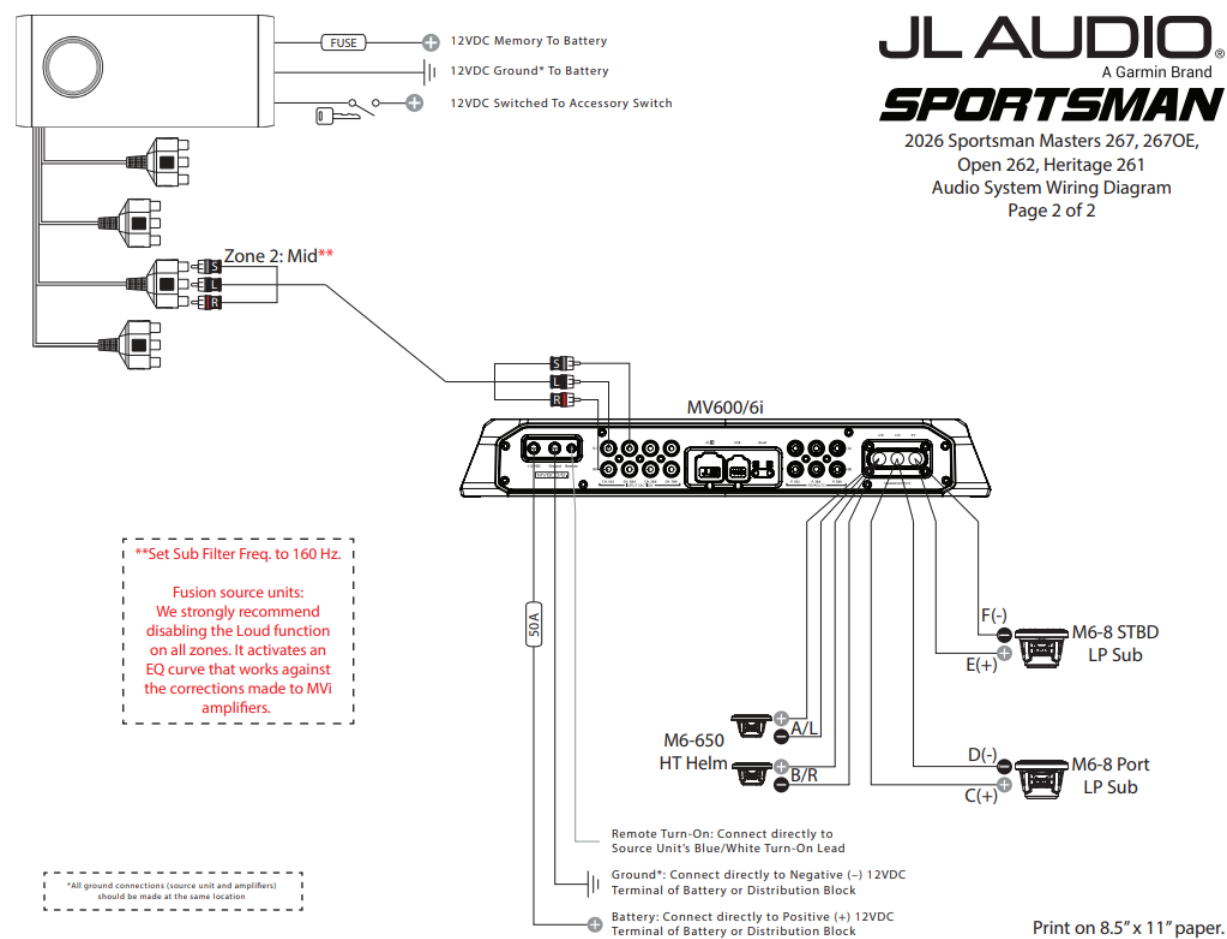 JL AUDIO®
A Garmin Brand
SPORTSMAN
2026 Sportsman Masters 267, 267OE,
Open 262, Heritage 261
Audio System Wiring Diagram
Page 2 of 2
FUSE
12VDC Memory To Battery
12VDC Ground* To Battery
12VDC Switched To Accessory Switch
Zone 2: Mid**
S
L
R
S
L
R
MV600/6i
**Set Sub Filter Freq. to 160 Hz.
Fusion source units:
We strongly recommend
disabling the Loud function
on all zones. It activates an
EQ curve that works against
the corrections made to MVi
amplifiers.
50A
F(-)
M6-8 STBD
LP Sub
E(+)
A/L
M6-650
HT Helm
B/R
D(-)
M6-8 Port
LP Sub
C(+)
Remote Turn-On: Connect directly to
Source Unit's Blue/White Turn-On Lead
Ground*: Connect directly to Negative (–) 12VDC
Terminal of Battery or Distribution Block
Battery: Connect directly to Positive (+) 12VDC
Terminal of Battery or Distribution Block
*All ground connections (source unit and amplifiers)
should be made at the same location
Print on 8.5” x 11” paper.